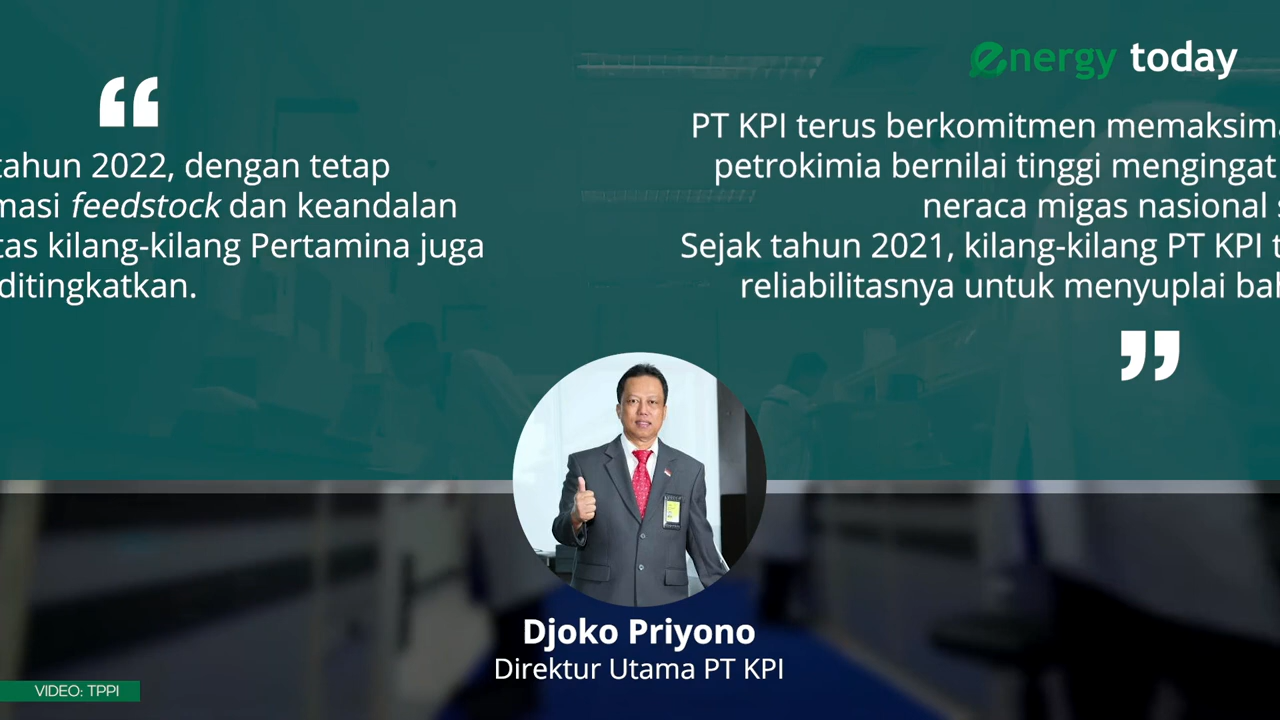 energy today
“
tahun 2022, dengan tetap
masi feedstock dan keandalan
tas kilang-kilang Pertamina juga
ditingkatkan.
PT KPI terus berkomitmen memaksima
petrokimia bernilai tinggi mengingat
neraca migas nasional s
Sejak tahun 2021, kilang-kilang PT KPI t
reliabilitasnya untuk menyuplai bah
”
Djoko Priyono
Direktur Utama PT KPI
VIDEO: TPPI